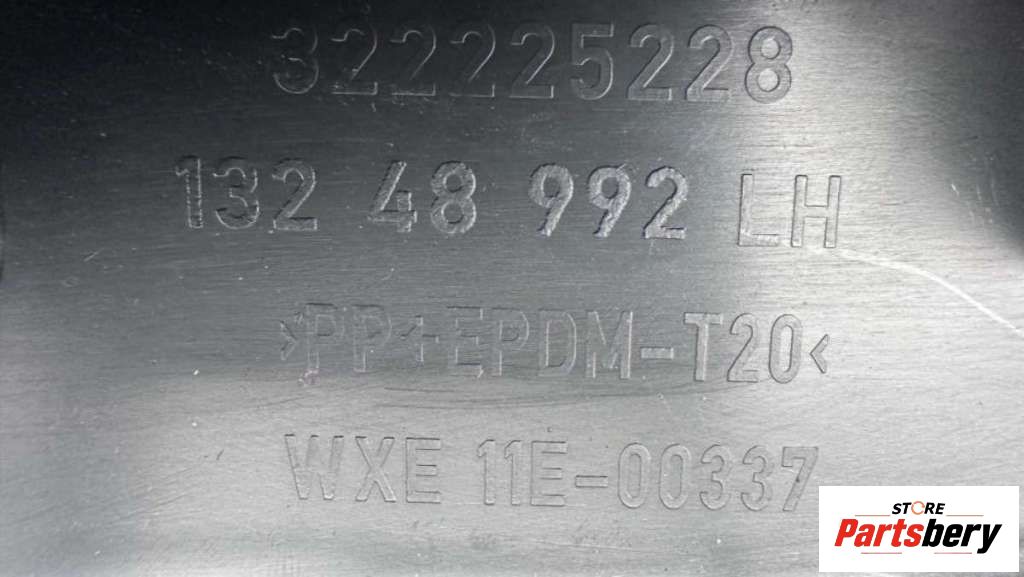 322225228
132 48 992 LH
>PP+EPDM-T20<
WXE 11E-00337
STORE
Partsbery